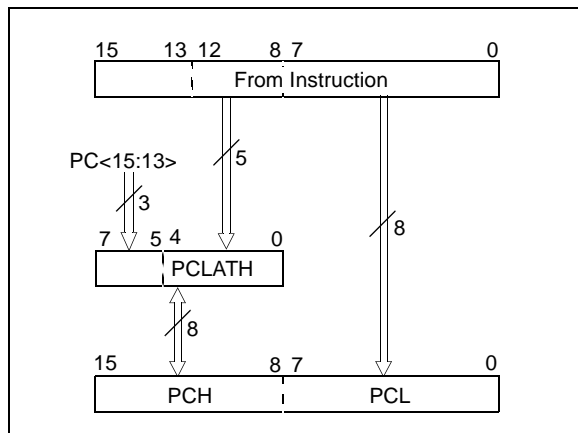 15 13 12 8 7 0
From Instruction
5
PC<15:13>
3
8
7 5 4 0
PCLATH
8
15 8 7 0
PCH PCL